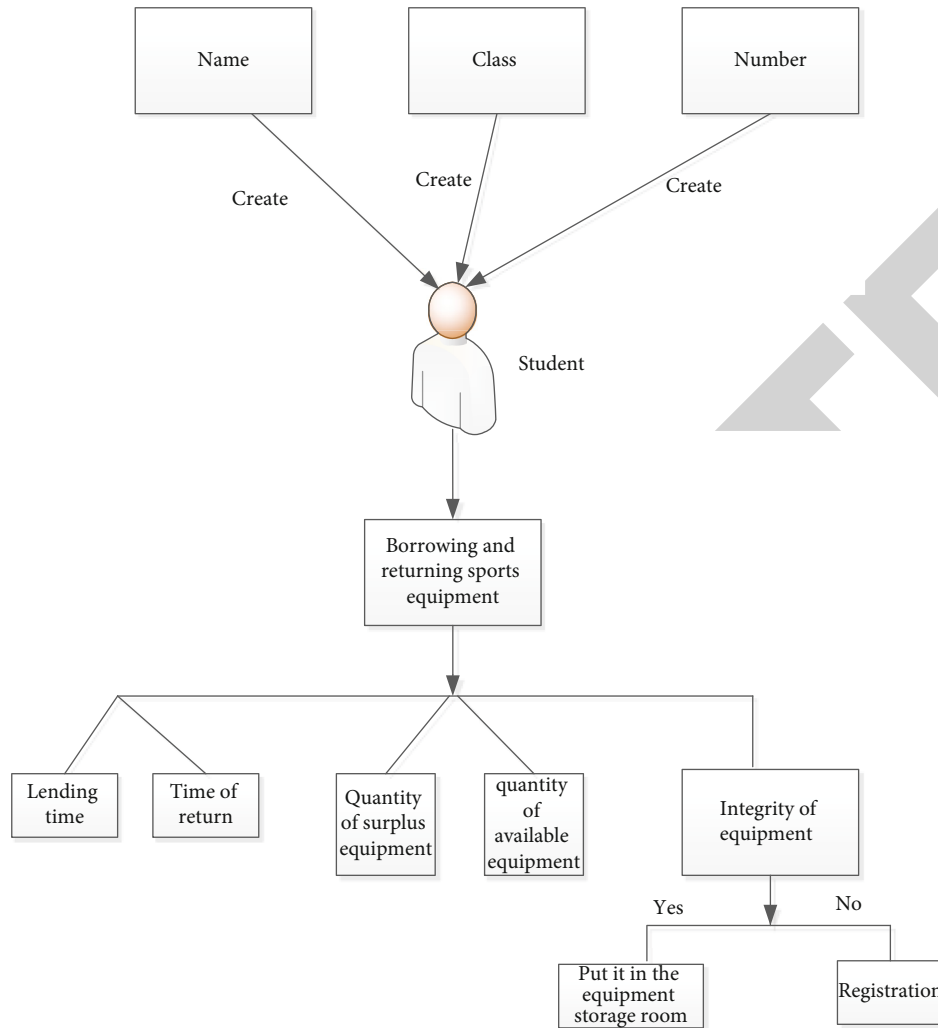 Name
Class
Number
Create
Create
Create
Student
Borrowing and
returning sports
equipment
Lending
time
Time of
return
Quantity
of surplus
equipment
quantity
of
available
equipment
Integrity of
equipment
Yes
No
Put it in the
equipment
storage room
Registration